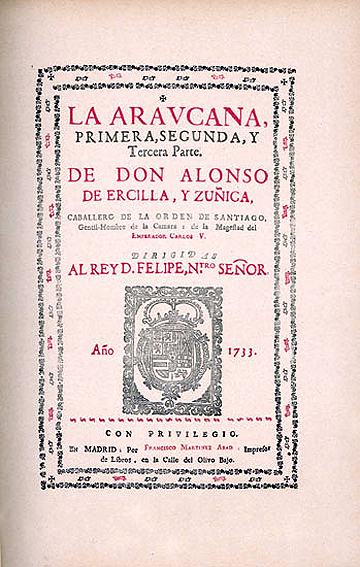 LA ARAVCANA,
PRIMERA, SEGUNDA, Y
Tercera Parte.
DE DON ALONSO
DE ERCILLA, Y ZUÑIGA,
CABALLERO DE LA ORDEN DE SANTIAGO,
Gentil-Hombre de la Camara: de la Magestad del
EMPERADOR CARLOS V.
DIRIGIDAS
AL REY D. FELIPE, N.TRO SEÑOR.
Año 1733.
CON PRIVILEGIO.
EN MADRID: Por FRANCISCO MARTINEZ ABAD: Impresor
de Libros, en la Calle del Olivo Bajo.